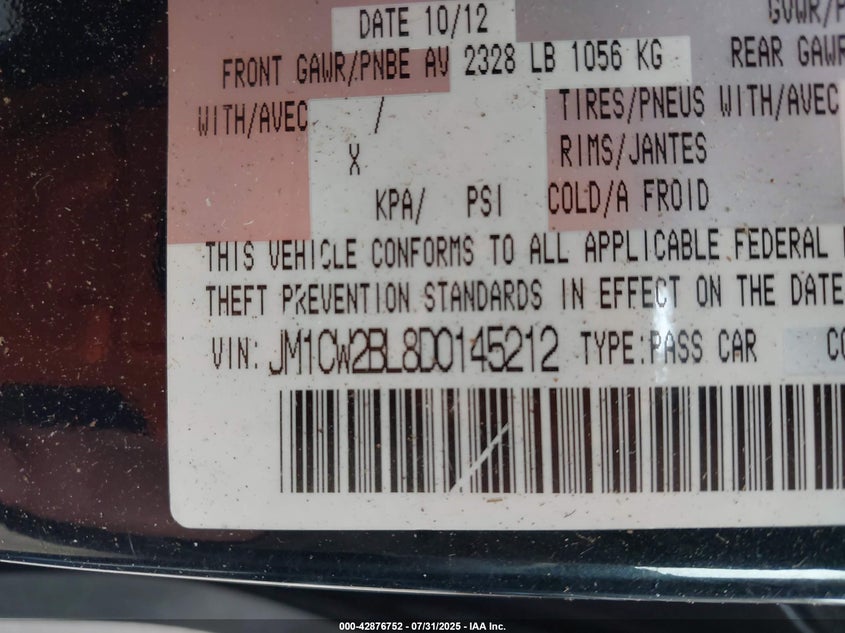 DATE 10/12
GVWR/P
FRONT GAWR/PNBE AV 2328 LB 1056 KG REAR GAWR
WITH/AVEC / TIRES/PNEUS WITH/AVEC
X RIMS/JANTES
KPA/ PSI COLD/A FROID
THIS VEHICLE CONFORMS TO ALL APPLICABLE FEDERAL
THEFT PREVENTION STANDARDS IN EFFECT ON THE DATE
VIN: JM1CW2BL8D0145212 TYPE:PASS CAR CO
000-42876752 - 07/31/2025 - IAA Inc.